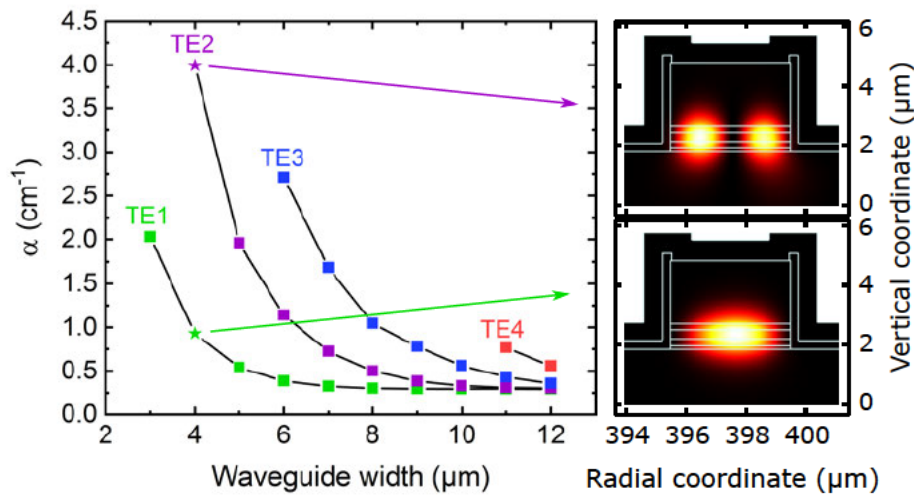 α (cm⁻¹)
4.5
4.0
3.5
3.0
2.5
2.0
1.5
1.0
0.5
0.0
TE2
TE3
TE1
TE4
2 4 6 8 10 12
Waveguide width (μm)
6
4
2
0
6
4
2
0
Vertical coordinate (μm)
394 396 398 400
Radial coordinate (μm)